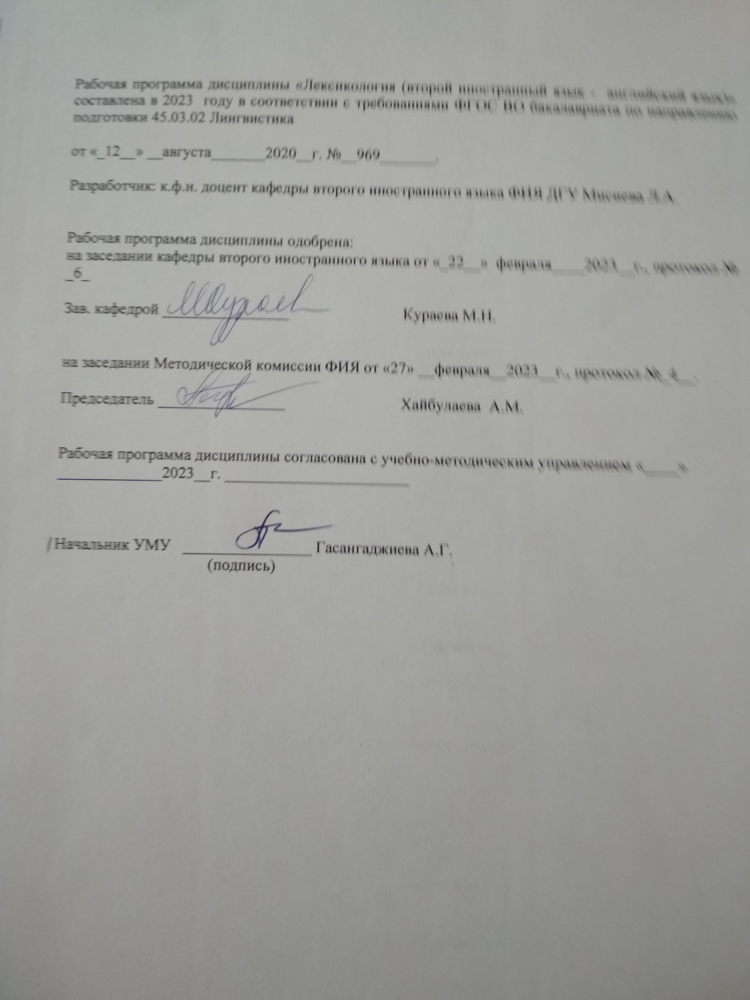 Рабочая программа дисциплины «Лексикология (второй иностранный язык - английский язык)»
составлена в 2023 году в соответствии с требованиями ФГОС ВО бакалавриата по направлению
подготовки 45.03.02 Лингвистика
от «_12__» __августа_______2020__г. №__969_______.
Разработчик: к.ф.н. доцент кафедры второго иностранного языка ФИЯ ДГУ
Рабочая программа дисциплины одобрена:
на заседании кафедры второго иностранного языка от «_22__» февраля____2023__г., протокол №
_6_
Зав. кафедрой ________________ Кураева М.Н.
на заседании Методической комиссии ФИЯ от «27» __февраля__2023__г., протокол №
Председатель ________________ Хайбулаева А.М.
Рабочая программа дисциплины согласована с учебно-методическим управлением «____»
_____________2023__г. _______________________
Начальник УМУ ________________ Гасангаджиева А.Г.
(подпись)